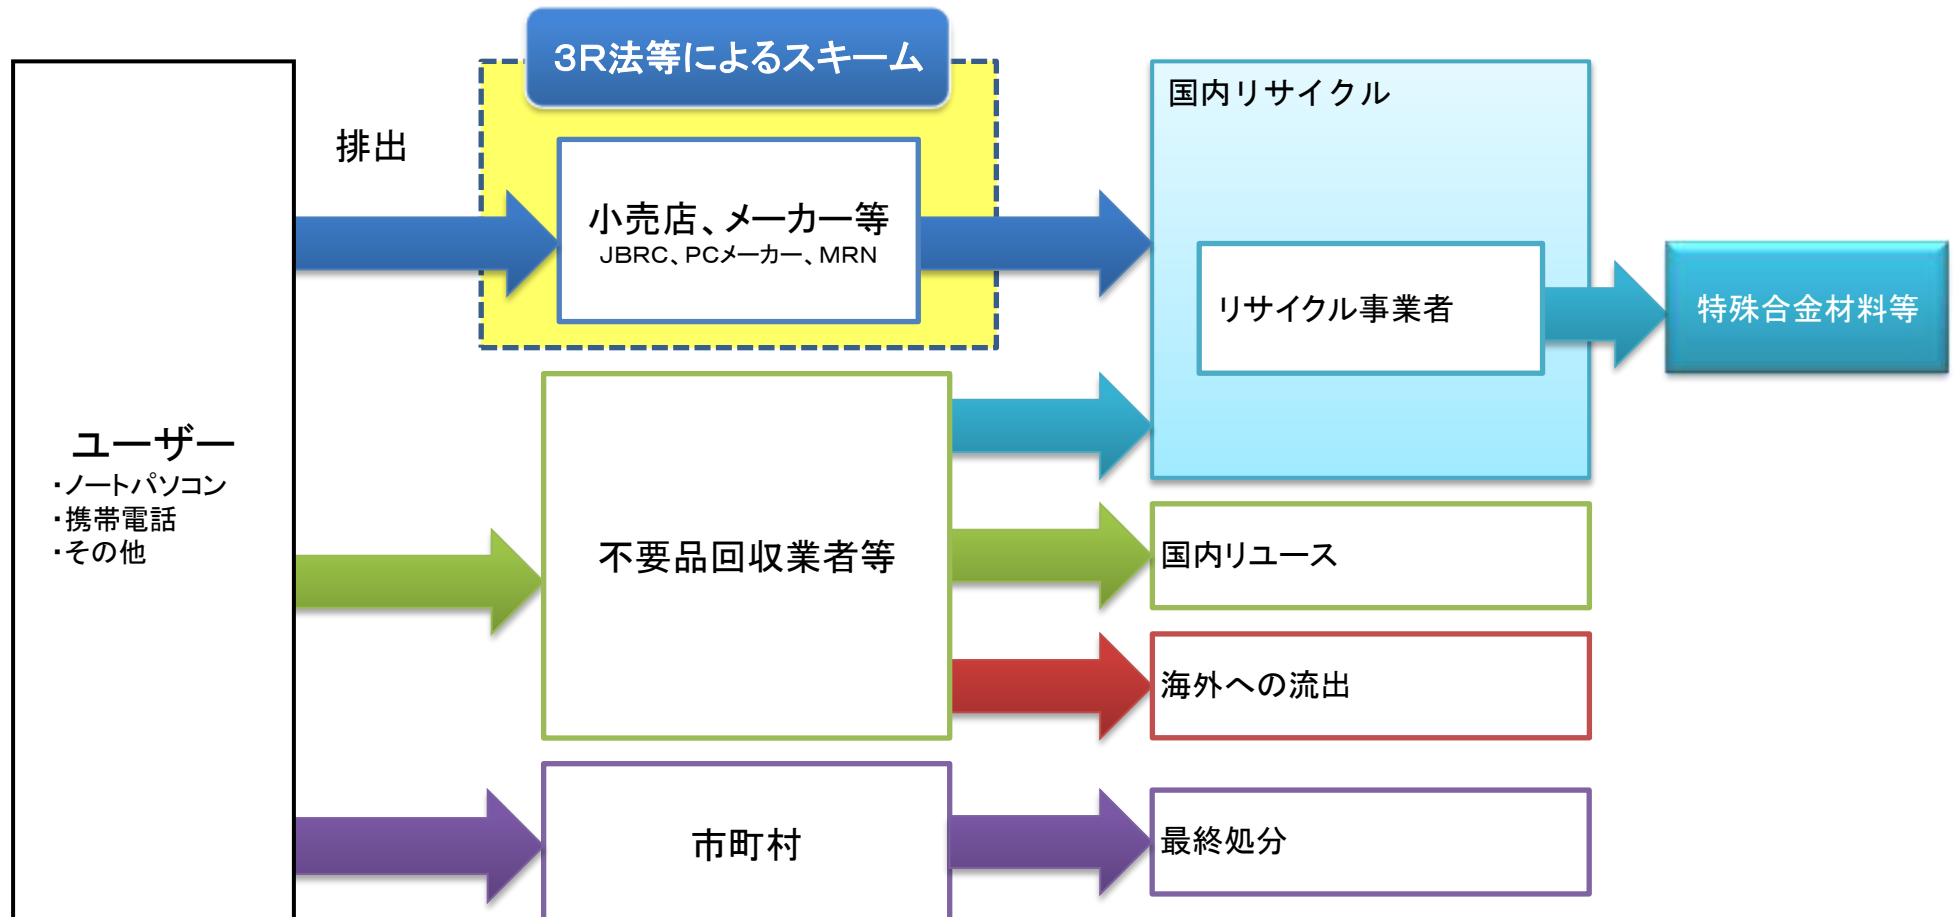 3R法等によるスキーム
排出
小売店、メーカー等
JBRC、PCメーカー、MRN
国内リサイクル
リサイクル事業者
特殊合金材料等
ユーザー
・ノートパソコン
・携帯電話
・その他
不要品回収業者等
国内リユース
海外への流出
市町村
最終処分